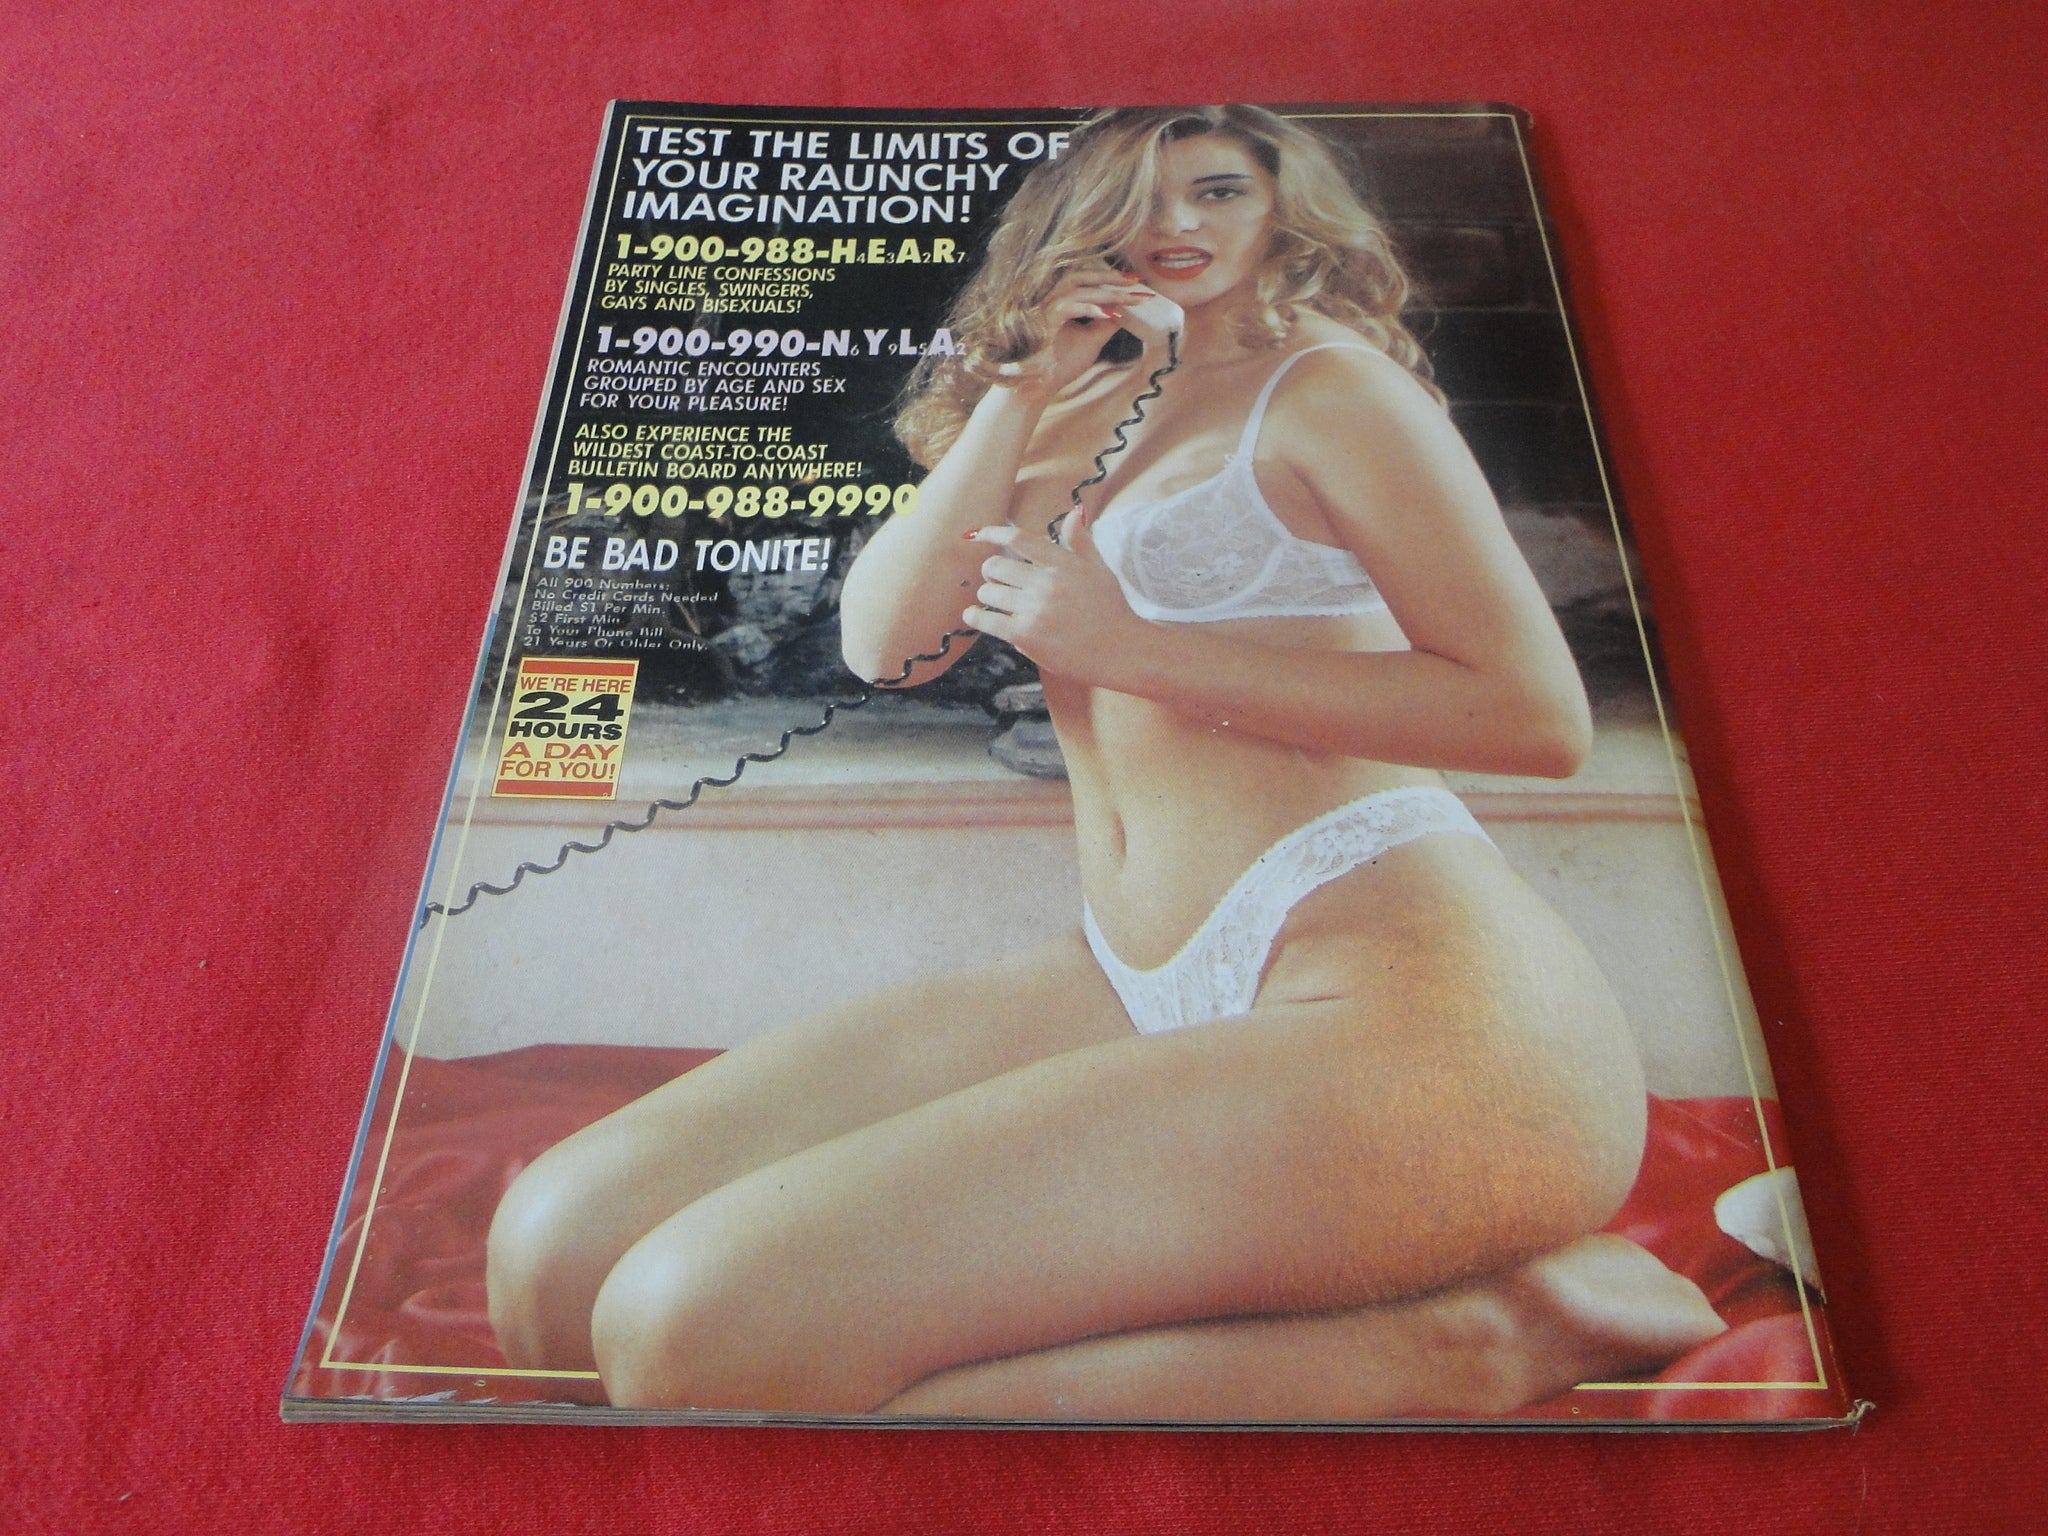 TEST THE LIMITS OF
YOUR RAUNCHY
IMAGINATION!
1-900-988-H4E3A2R7
PARTY LINE CONFESSIONS
BY SINGLES, SWINGERS,
GAYS AND BISEXUALS!
1-900-990-N6Y9L5A2
ROMANTIC ENCOUNTERS
GROUPED BY AGE AND SEX
FOR YOUR PLEASURE!
ALSO EXPERIENCE THE
WILDEST COAST-TO-COAST
BULLETIN BOARD ANYWHERE!
1-900-988-9990
BE BAD TONITE!
All 900 Numbers:
No Credit Cards Needed
Billed $1 Per Min.
$2 First Min
To Your Phone Bill
21 Years Or Older Only.
WE'RE HERE
24
HOURS
A DAY
FOR YOU!